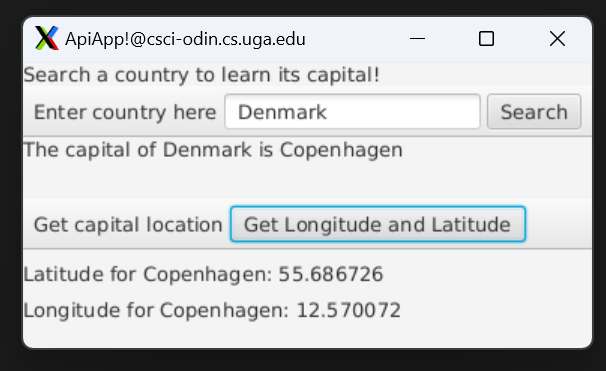 ApiApp!@csci-odin.cs.uga.edu
Search a country to learn its capital!
Enter country here Denmark Search
The capital of Denmark is Copenhagen
Get capital location Get Longitude and Latitude
Latitude for Copenhagen: 55.686726
Longitude for Copenhagen: 12.570072